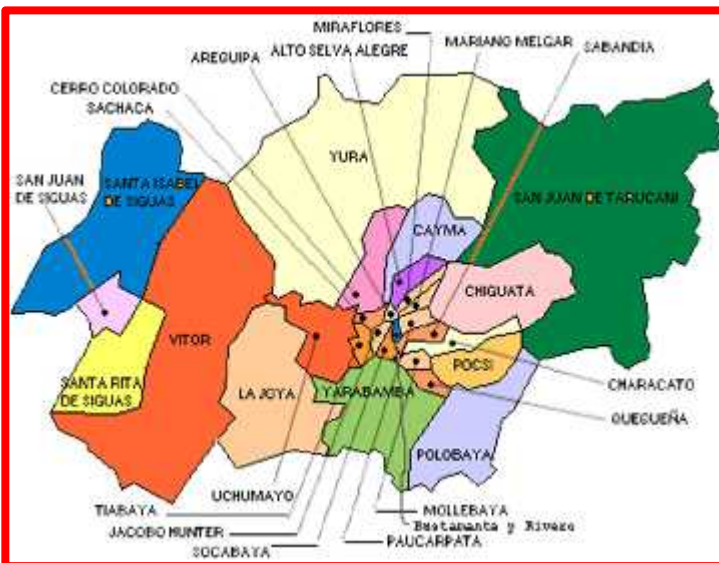 MIRAFLORES
ALTO SELVA ALEGRE
MARIANO MELGAR
SABANDIA
AREQUIPA
CERRO COLORADO
SACHACA
YURA
SAN JUAN
DE SIGUAS
SANTA ISABEL
DE SIGUAS
SAN JUAN DE TARUCANI
CAYMA
CHIGUATA
VITOR
SANTA RITA
DE SIGUAS
LA JOYA
YARABAMBA
POCSI
CHARACATO
QUEQUEÑA
POLOBAYA
UCHUMAYO
TIABAYA
JACOBO HUNTER
SOCABAYA
MOLLEBAYA
Bustamanta y Rivero
PAUCARPATA